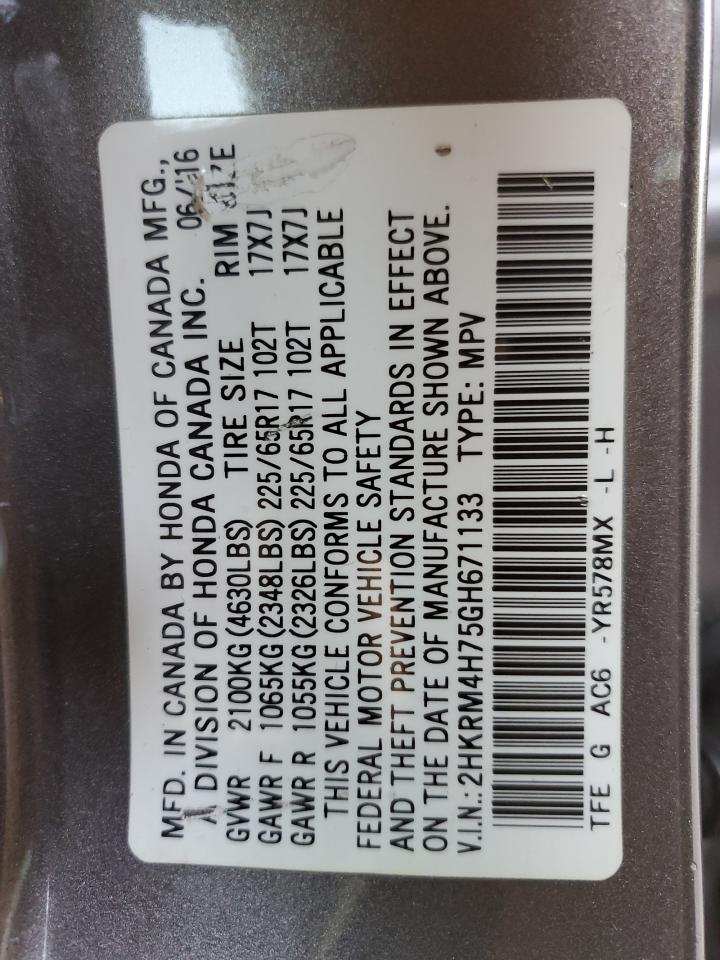 MFD. IN CANADA BY HONDA OF CANADA MFG.,
A DIVISION OF HONDA CANADA INC. 06/16
GVWR 2100KG (4630LBS) TIRE SIZE RIM SIZE
GAWR F 1065KG (2348LBS) 225/65R17 102T 17X7J
GAWR R 1055KG (2326LBS) 225/65R17 102T 17X7J
THIS VEHICLE CONFORMS TO ALL APPLICABLE
FEDERAL MOTOR VEHICLE SAFETY
AND THEFT PREVENTION STANDARDS IN EFFECT
ON THE DATE OF MANUFACTURE SHOWN ABOVE.
V.I.N.: 2HKRM4H75GH671133 TYPE: MPV
TFE G AC6 -YR578MX -L -H